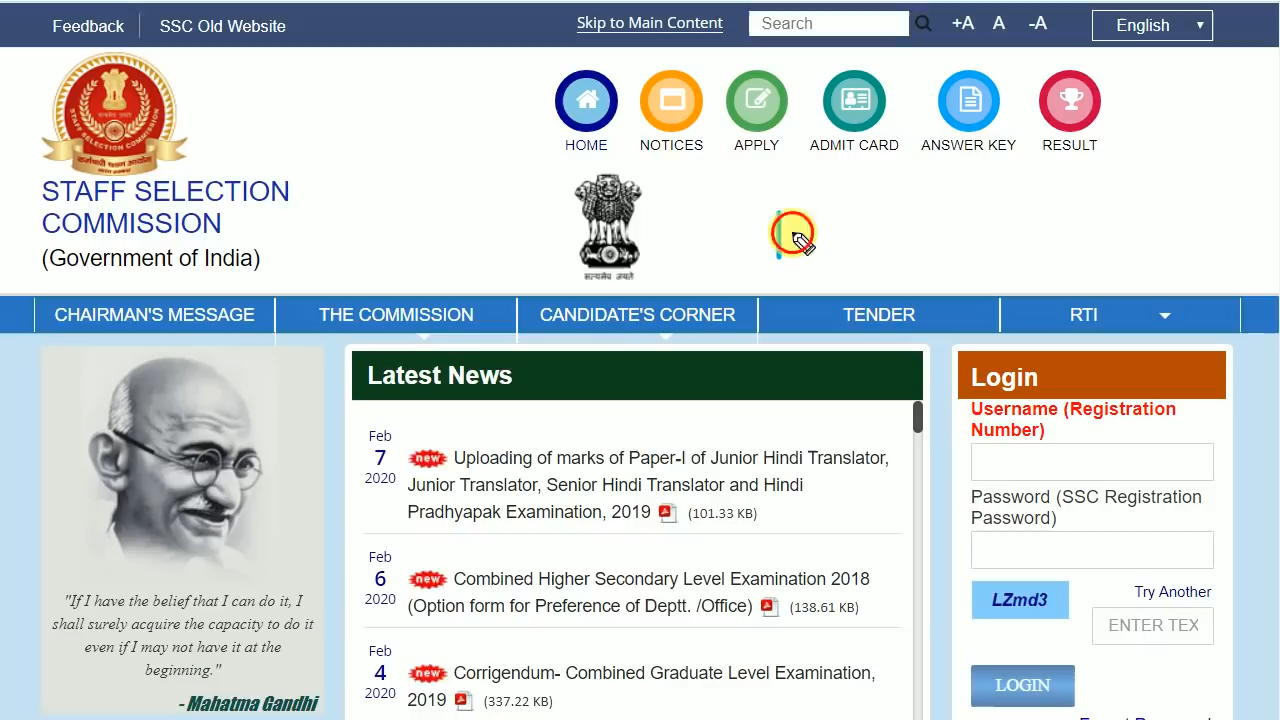 Feedback
SSC Old Website
Skip to Main Content
Search
+A
A
-A
English
STAFF SELECTION COMMISSION
STAFF SELECTION
COMMISSION
(Government of India)
HOME
NOTICES
APPLY
ADMIT CARD
ANSWER KEY
RESULT
सत्यमेव जयते
CHAIRMAN'S MESSAGE
THE COMMISSION
CANDIDATE'S CORNER
TENDER
RTI
"If I have the belief that I can do it, I
shall surely acquire the capacity to do it
even if I may not have it at the
beginning."
- Mahatma Gandhi
Latest News
Feb
7
2020
new Uploading of marks of Paper-I of Junior Hindi Translator,
Junior Translator, Senior Hindi Translator and Hindi
Pradhyapak Examination, 2019 (101.33 KB)
Feb
6
2020
new Combined Higher Secondary Level Examination 2018
(Option form for Preference of Deptt. /Office) (138.61 KB)
Feb
4
2020
new Corrigendum- Combined Graduate Level Examination,
2019 (337.22 KB)
Login
Username (Registration
Number)
Password (SSC Registration
Password)
LZmd3
Try Another
ENTER TEX
LOGIN